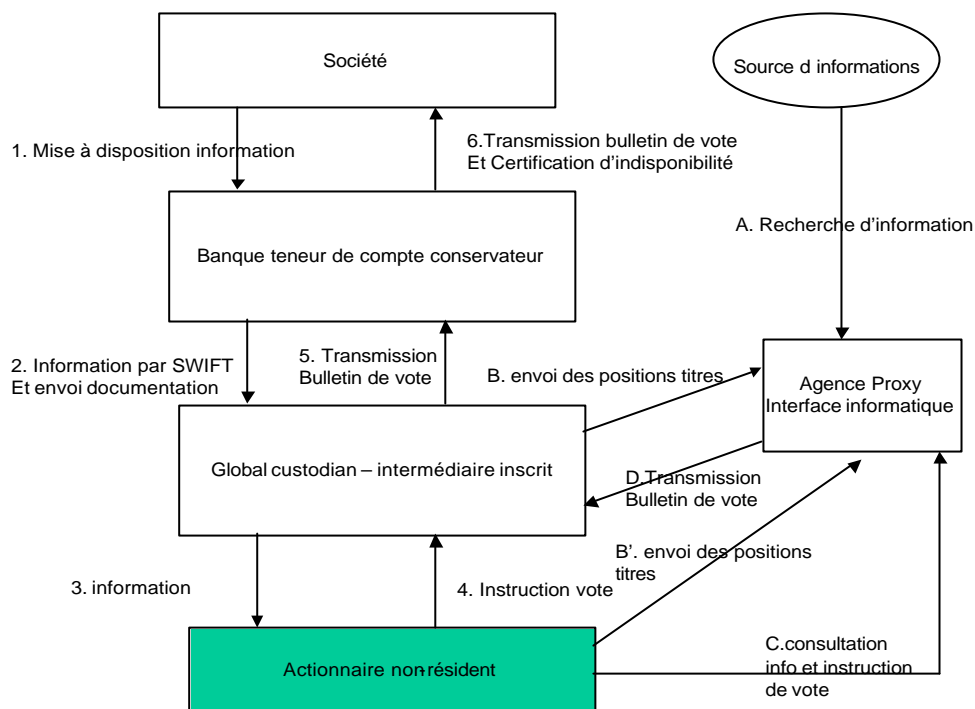 Société
Source d informations
1. Mise à disposition information
6.Transmission bulletin de vote
Et Certification d'indisponibilité
A. Recherche d'information
Banque teneur de compte conservateur
2. Information par SWIFT
Et envoi documentation
5. Transmission
Bulletin de vote
B. envoi des positions titres
Agence Proxy
Interface informatique
Global custodian – intermédiaire inscrit
D.Transmission
Bulletin de vote
B'. envoi des positions
titres
3. information
4. Instruction vote
Actionnaire non-résident
C.consultation
info et instruction
de vote